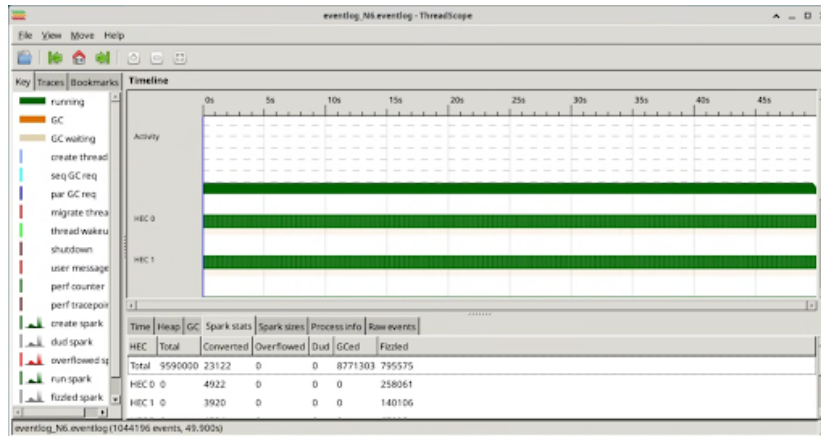 eventlog_N6.eventlog - ThreadScope
File View Move Help
Key Traces Bookmarks
running
GC
GC waiting
create thread
seq GC req
par GC req
migrate threa
thread wakeu
shutdown
user message
perf counter
perf tracepoin
create spark
dud spark
overflowed sp
run spark
fizzled spark
Timeline
0s 5s 10s 15s 20s 25s 30s 35s 40s 45s
Activity
HEC 0
HEC 1
Time Heap GC Spark stats Spark sizes Process info Raw events
HEC Total Converted Overflowed Dud GCed Fizzled
Total 9590000 23122 0 0 8771303 795575
HEC 0 0 4922 0 0 0 258061
HEC 1 0 3920 0 0 0 140106
eventlog_N6.eventlog (1044196 events, 49.900s)